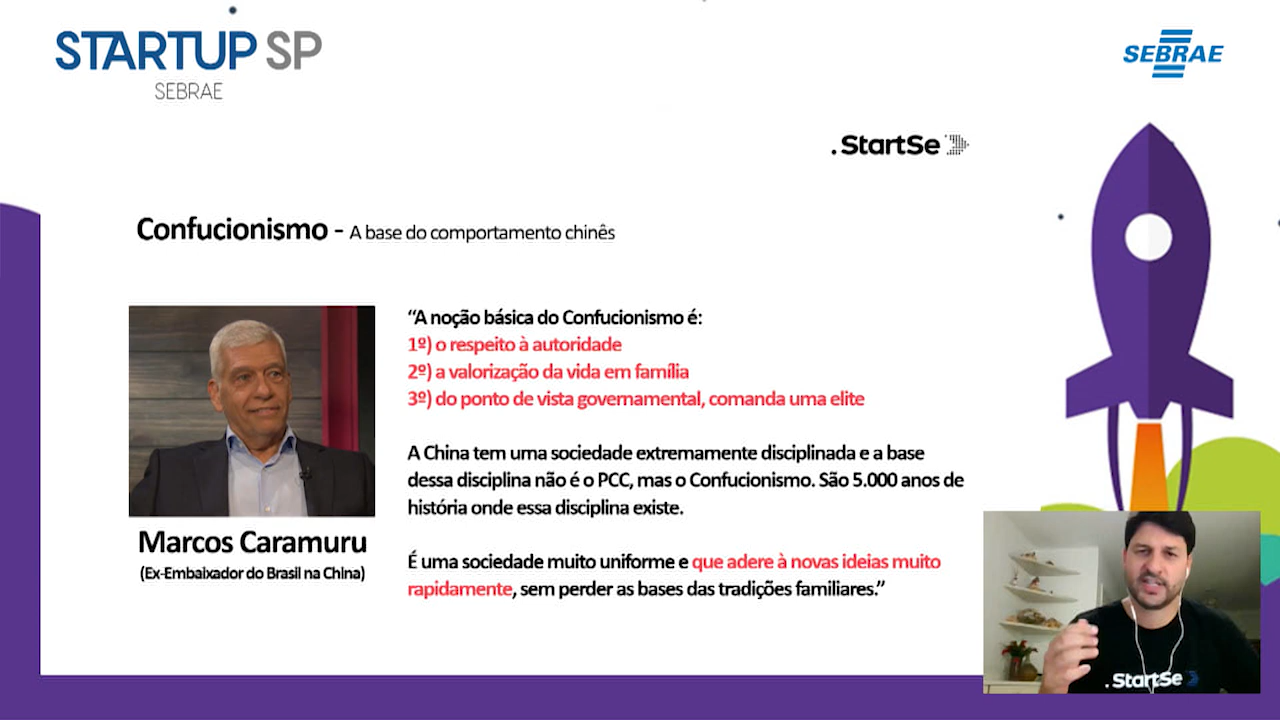 STARTUP SP
SEBRAE
SEBRAE
.StartSe
Confucionismo - A base do comportamento chinês
“A noção básica do Confucionismo é:
1º) o respeito à autoridade
2º) a valorização da vida em família
3º) do ponto de vista governamental, comanda uma elite
A China tem uma sociedade extremamente disciplinada e a base
dessa disciplina não é o PCC, mas o Confucionismo. São 5.000 anos de
história onde essa disciplina existe.
É uma sociedade muito uniforme e que adere à novas ideias muito
rapidamente, sem perder as bases das tradições familiares.”
Marcos Caramuru
(Ex-Embaixador do Brasil na China)
.StartSe